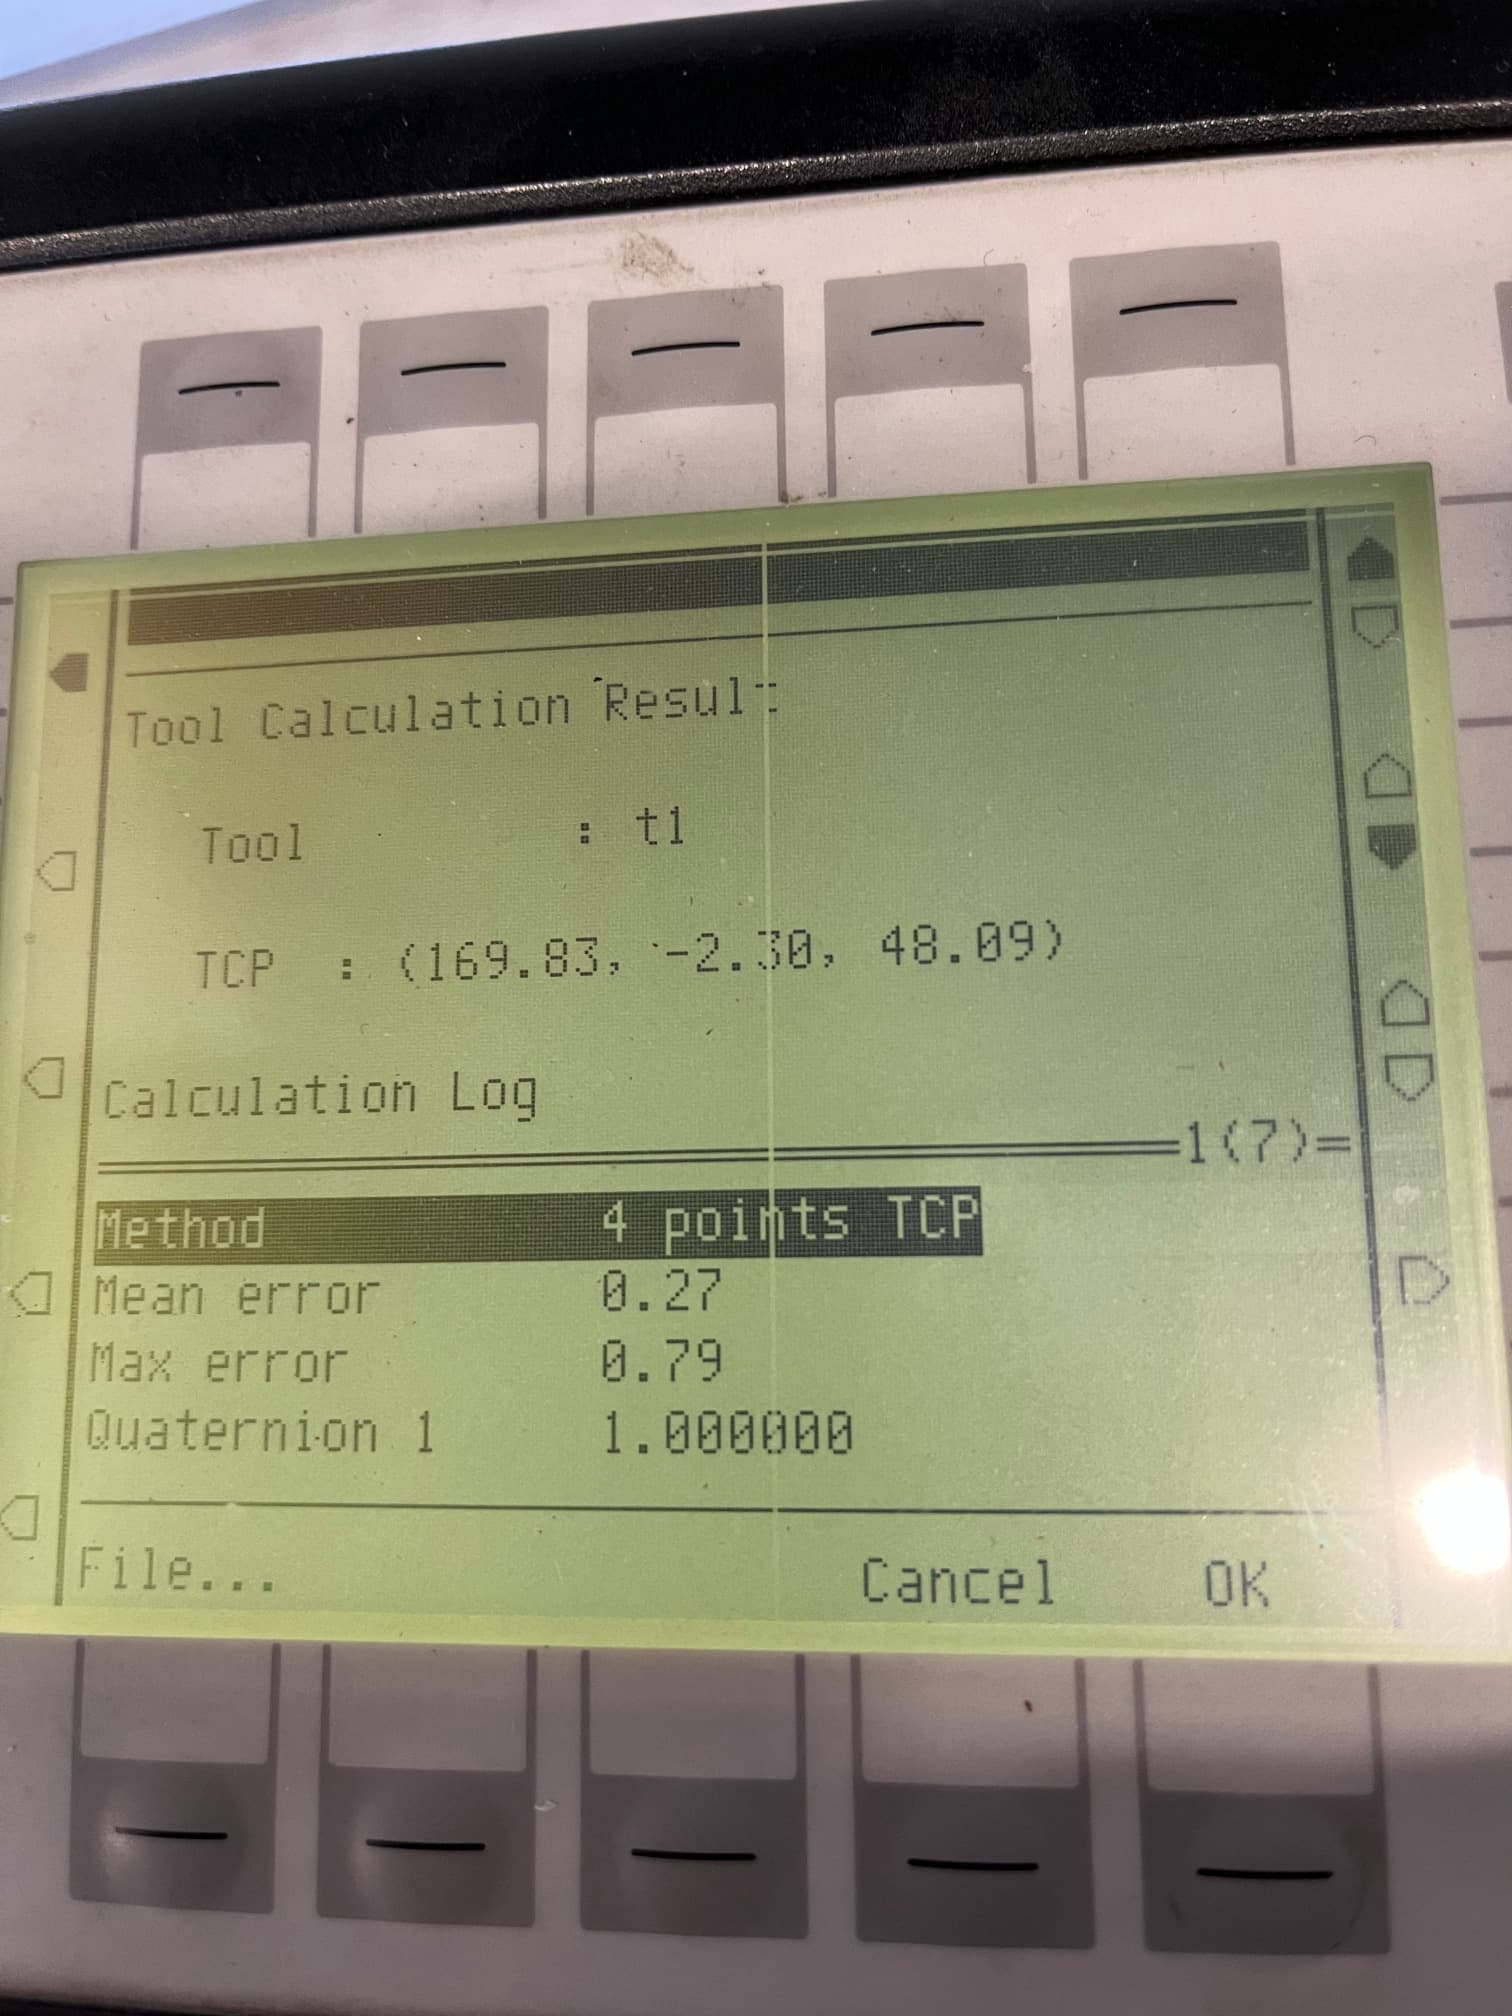 Tool Calculation Result
Tool : t1
TCP : (169.83, -2.30, 48.09)
Calculation Log
1(7)=
Method 4 points TCP
Mean error 0.27
Max error 0.79
Quaternion 1 1.000000
File... Cancel OK